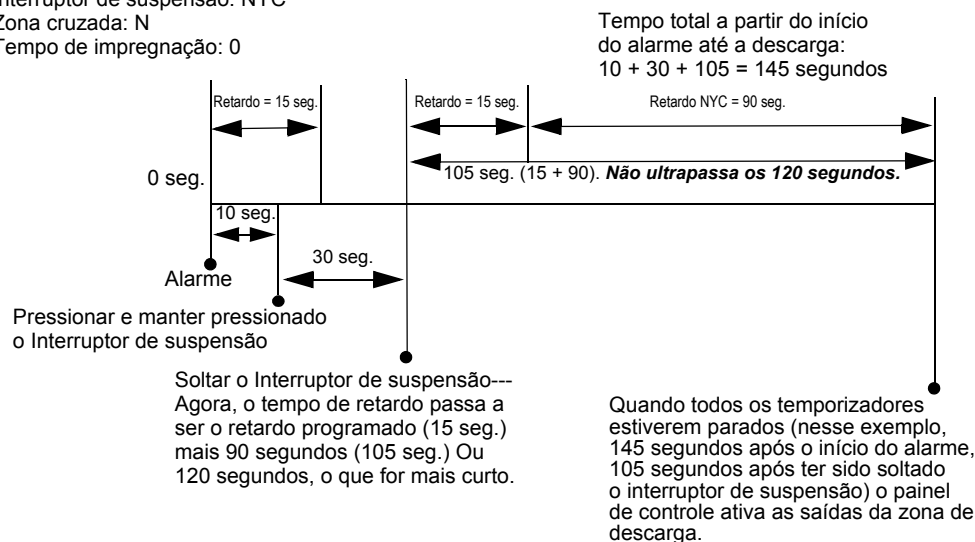 Interruptor de suspensão: NYC
Zona cruzada: N
Tempo de impregnação: 0
Tempo total a partir do início
do alarme até a descarga:
10 + 30 + 105 = 145 segundos
Retardo = 15 seg.
Retardo = 15 seg.
Retardo NYC = 90 seg.
0 seg.
105 seg. (15 + 90). Não ultrapassa os 120 segundos.
10 seg.
30 seg.
Alarme
Pressionar e manter pressionado
o Interruptor de suspensão
Soltar o Interruptor de suspensão---
Agora, o tempo de retardo passa a
ser o retardo programado (15 seg.)
mais 90 segundos (105 seg.) Ou
120 segundos, o que for mais curto.
Quando todos os temporizadores
estiverem parados (nesse exemplo,
145 segundos após o início do alarme,
105 segundos após ter sido soltado
o interruptor de suspensão) o painel
de controle ativa as saídas da zona de
descarga.